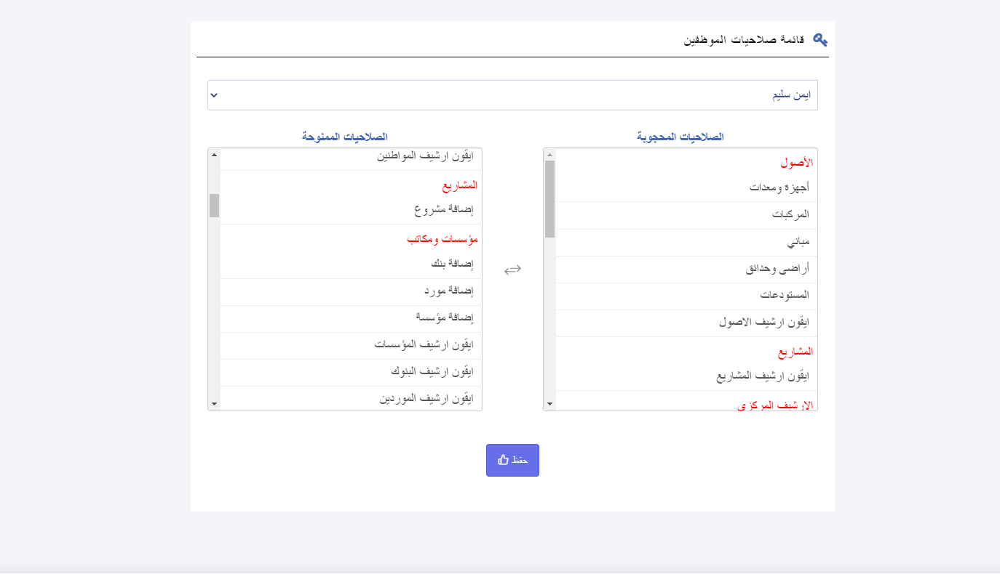 قائمة صلاحيات الموظفين
ايمن سليم
الصلاحيات المحجوبة
الأصول
أجهزة ومعدات
المركبات
مباني
أراضى وحدائق
المستودعات
ايقون ارشيف الاصول
المشاريع
ايقون ارشيف المشاريع
الارشيف المركزي
الصلاحيات الممنوحة
ايقون ارشيف المواطنين
المشاريع
إضافة مشروع
مؤسسات ومكاتب
إضافة بنك
إضافة مورد
إضافة مؤسسة
ايقون ارشيف المؤسسات
ايقون ارشيف البنوك
ايقون ارشيف الموردين
حفظ